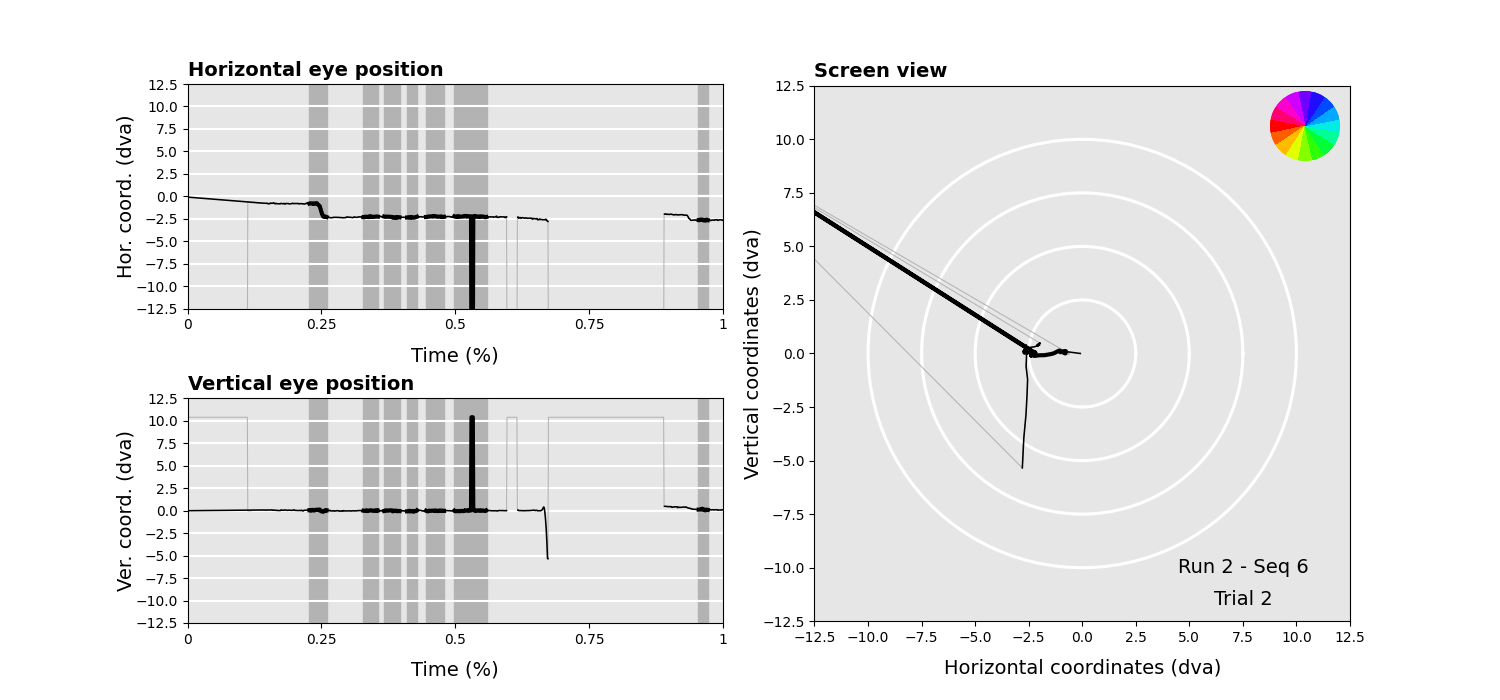 Horizontal eye position
12.5
10.0
7.5
5.0
2.5
0.0
−2.5
−5.0
−7.5
−10.0
−12.5
Hor. coord. (dva)
0 0.25 0.5 0.75 1
Time (%)
Vertical eye position
12.5
10.0
7.5
5.0
2.5
0.0
−2.5
−5.0
−7.5
−10.0
−12.5
Ver. coord. (dva)
0 0.25 0.5 0.75 1
Time (%)
Screen view
12.5
10.0
7.5
5.0
2.5
0.0
−2.5
−5.0
−7.5
−10.0
−12.5
Vertical coordinates (dva)
Run 2 - Seq 6
Trial 2
−12.5 −10.0 −7.5 −5.0 −2.5 0.0 2.5 5.0 7.5 10.0 12.5
Horizontal coordinates (dva)